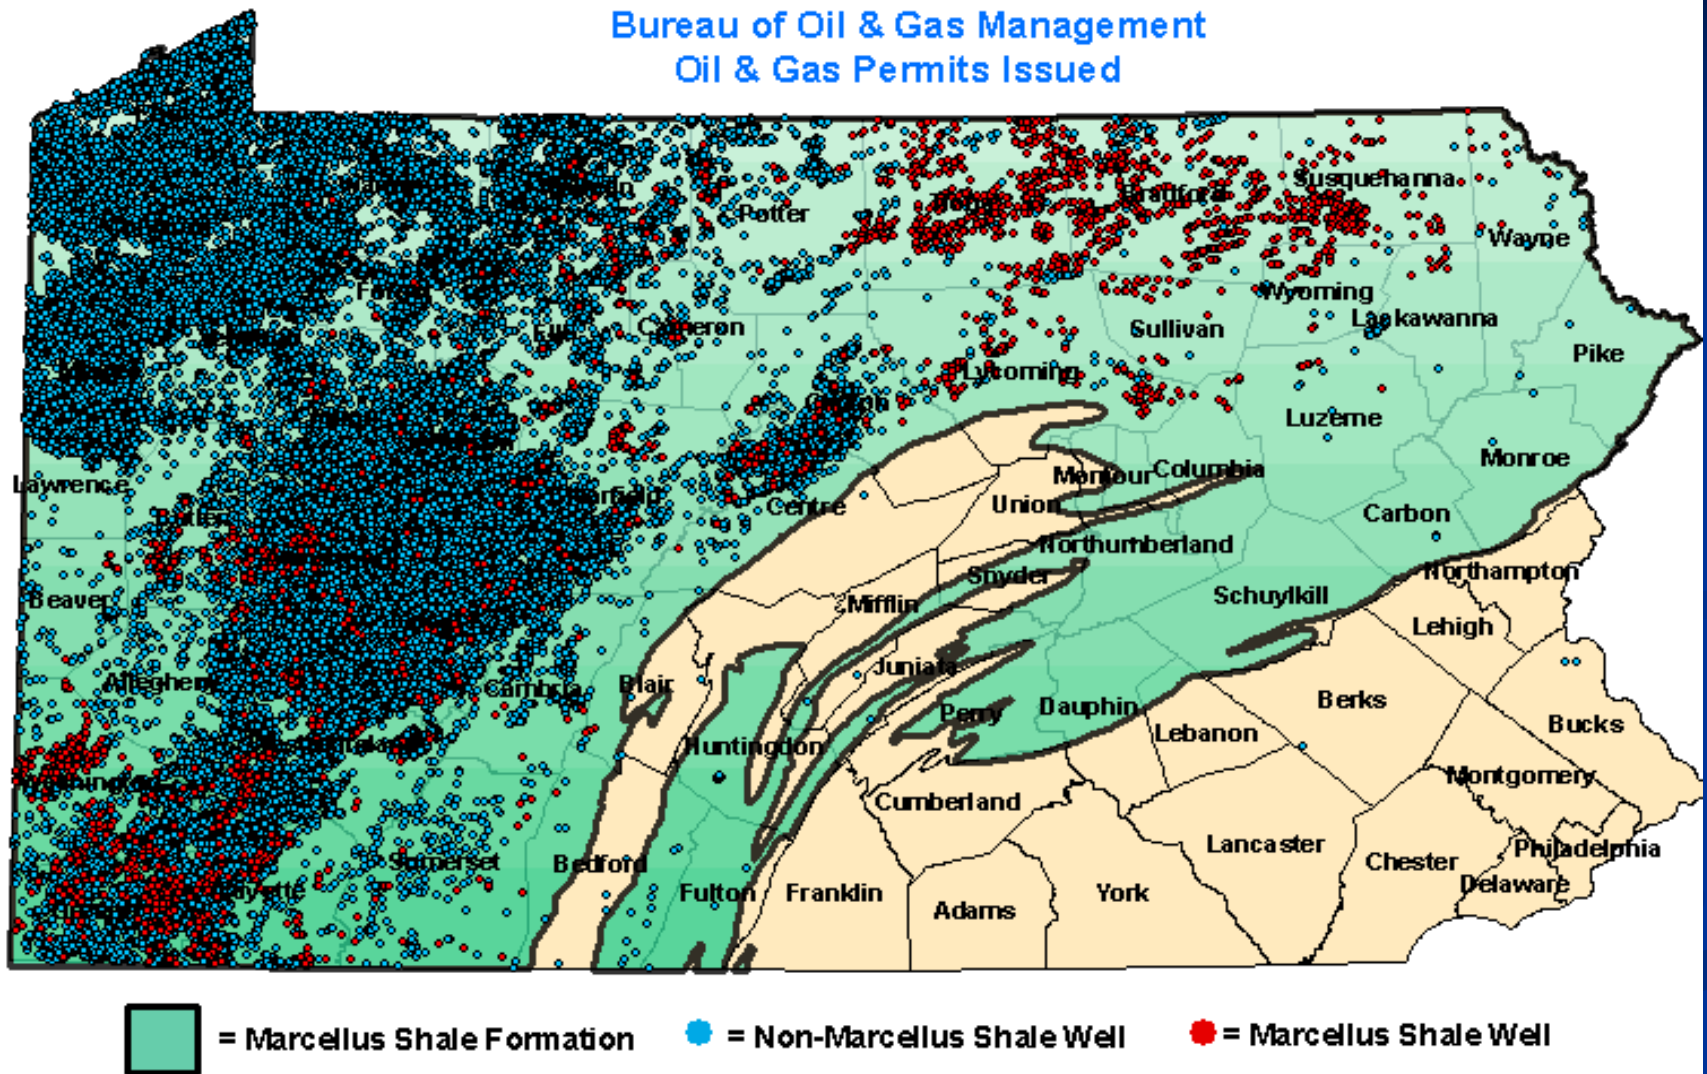 Bureau of Oil & Gas Management
Oil & Gas Permits Issued
Susquehanna
Bradford
Tioga
Potter
Wayne
Wyoming
Lackawanna
Cameron
Sullivan
Pike
Lycoming
Clinton
Luzerne
Monroe
Montour
Columbia
Lawrence
Centre
Union
Carbon
Northumberland
Northampton
Snyder
Beaver
Mifflin
Schuylkill
Lehigh
Juniata
Allegheny
Cambria
Blair
Berks
Perry
Dauphin
Bucks
Lebanon
Huntingdon
Montgomery
Cumberland
Lancaster
Philadelphia
Somerset
Bedford
Chester
Delaware
Fulton
Franklin
York
Adams
= Marcellus Shale Formation
= Non-Marcellus Shale Well
= Marcellus Shale Well